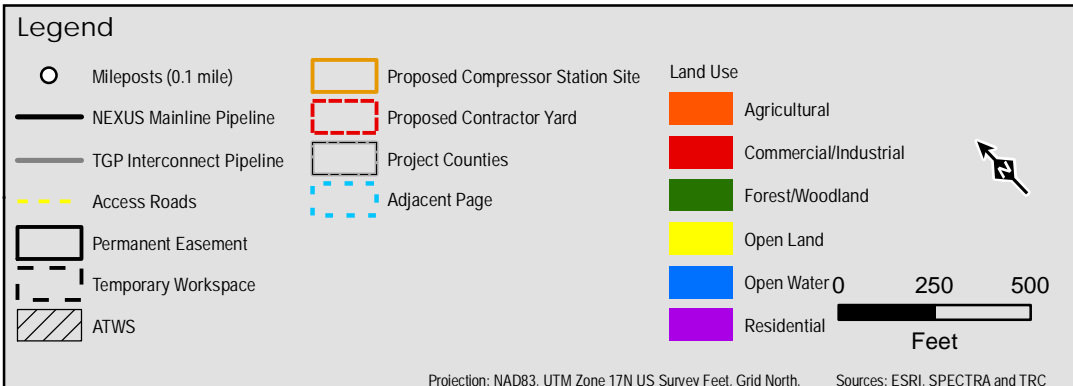 Legend
Mileposts (0.1 mile)
NEXUS Mainline Pipeline
TGP Interconnect Pipeline
Access Roads
Permanent Easement
Temporary Workspace
ATWS
Proposed Compressor Station Site
Proposed Contractor Yard
Project Counties
Adjacent Page
Land Use
Agricultural
Commercial/Industrial
Forest/Woodland
Open Land
Open Water
Residential
N
0 250 500
Feet
Projection: NAD83, UTM Zone 17N US Survey Feet, Grid North. Sources: ESRI, SPECTRA and TRC